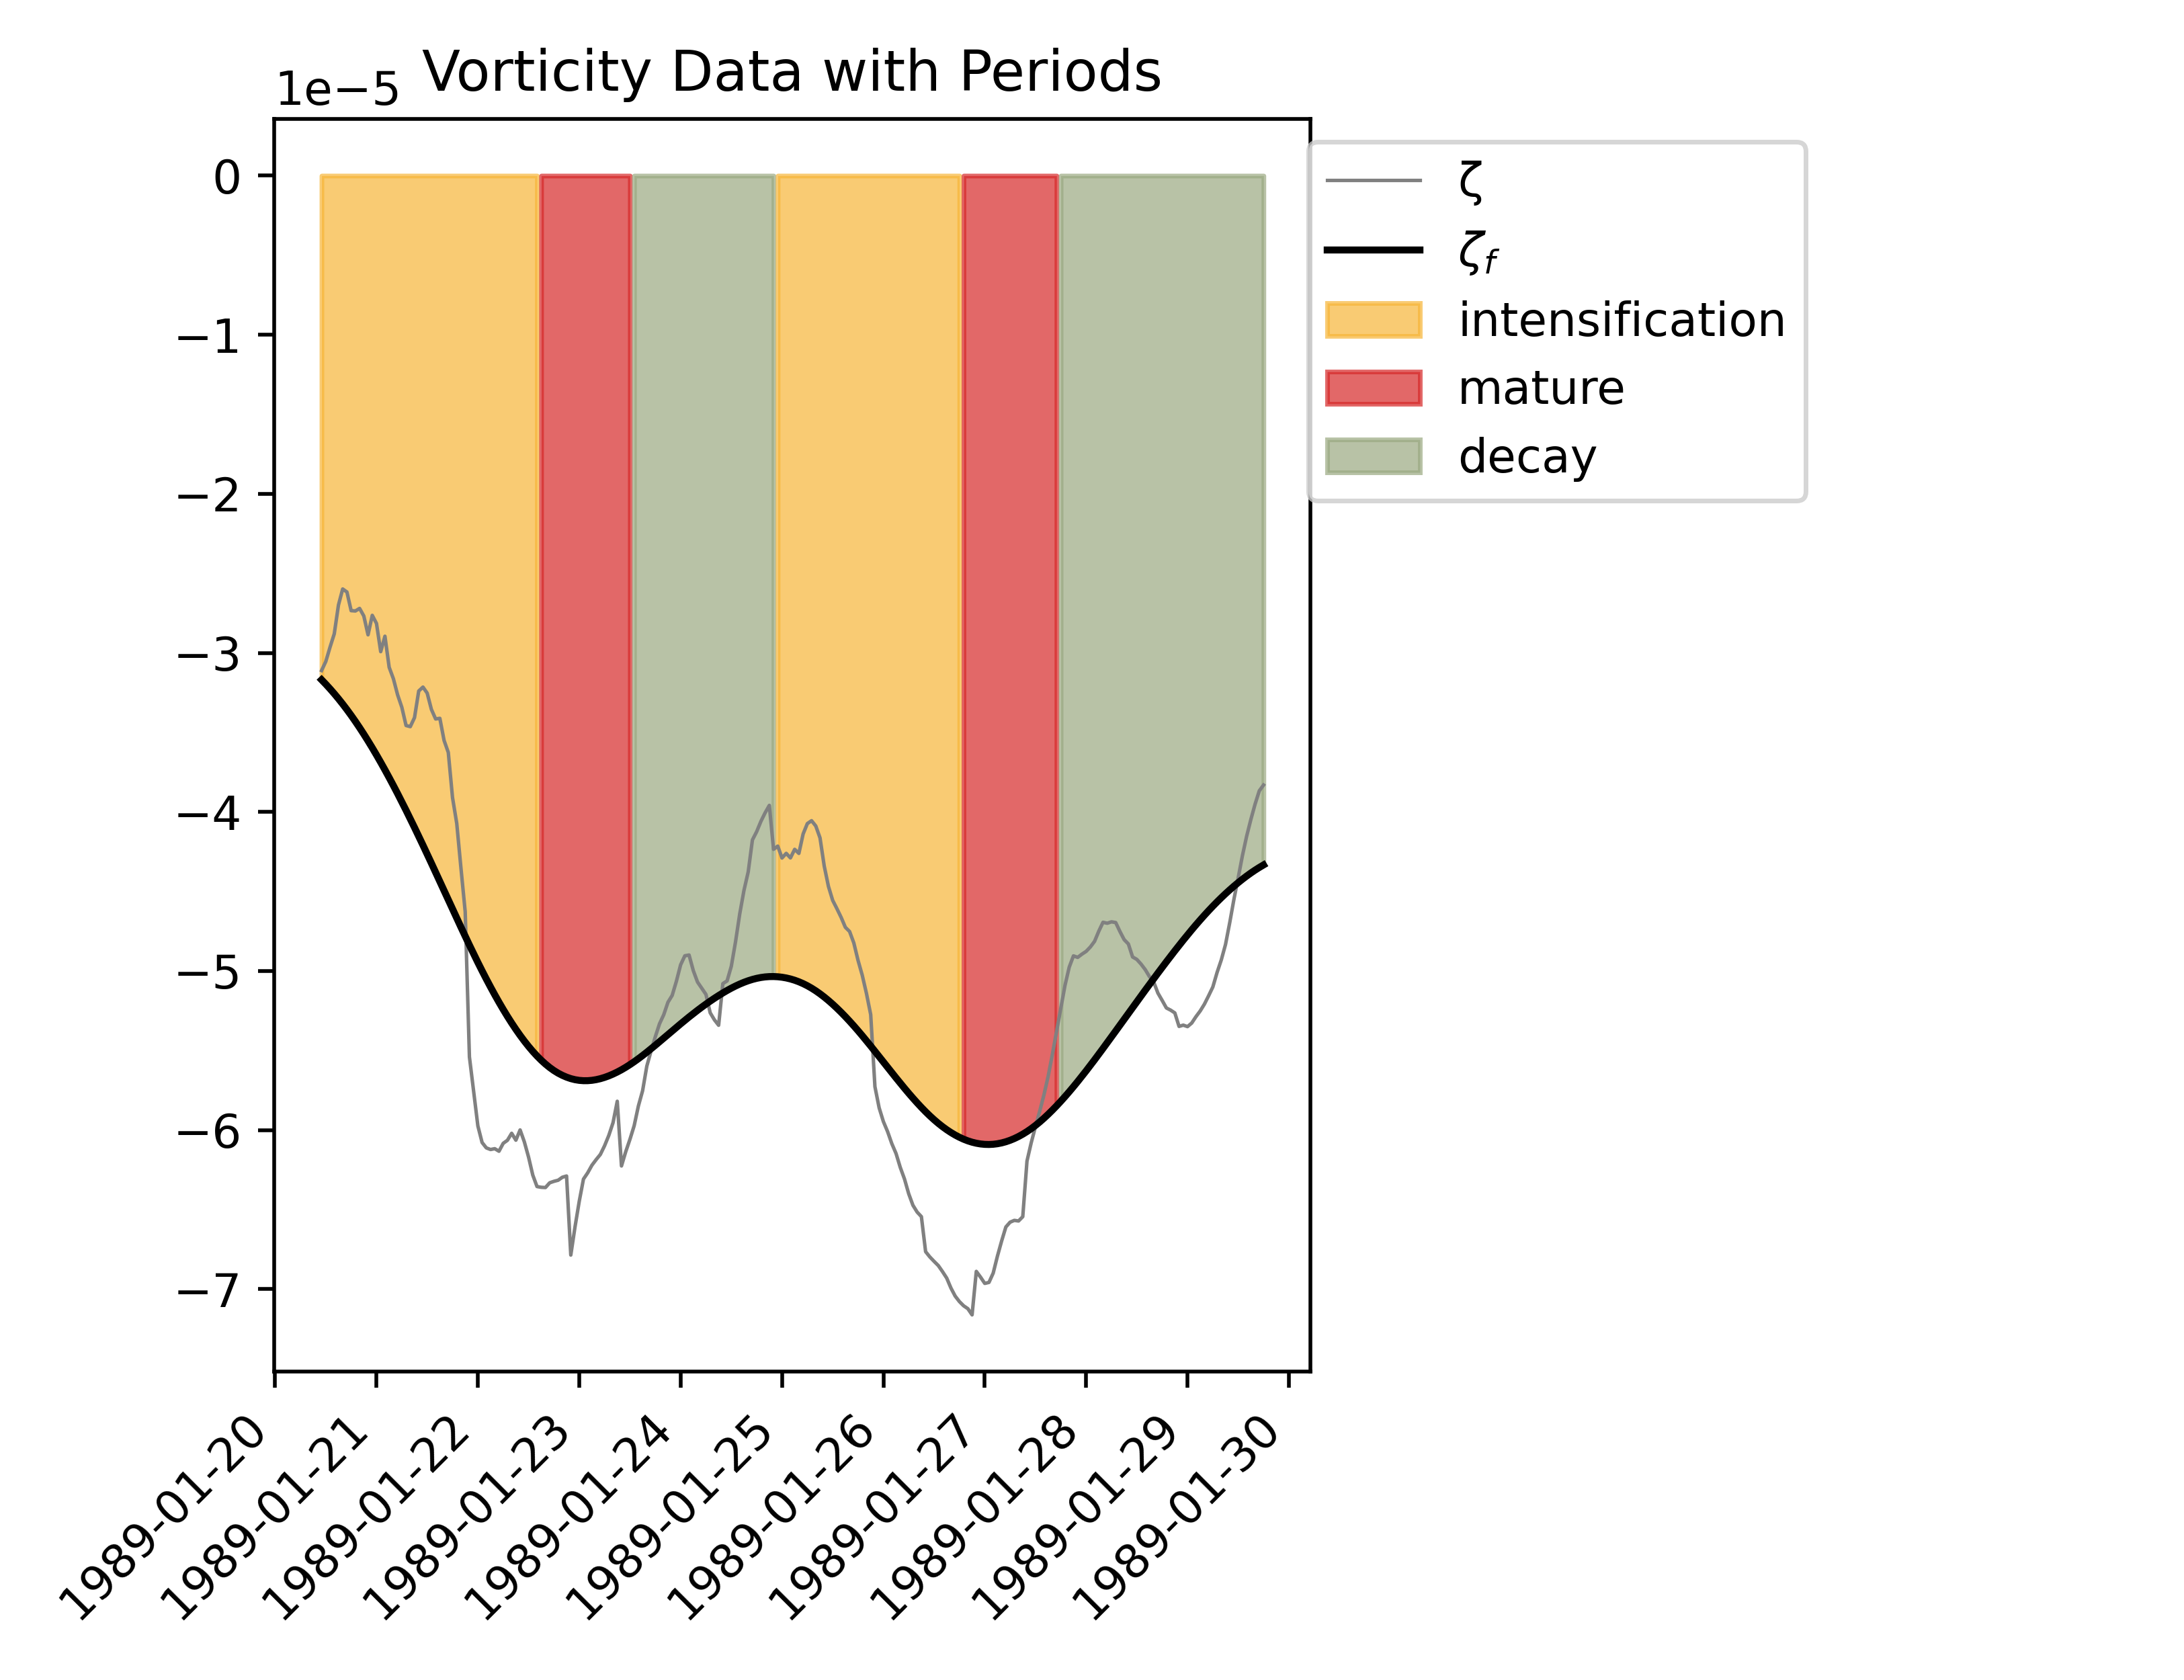 Vorticity Data with Periods
1e−5
0
−1
−2
−3
−4
−5
−6
−7
1989-01-20
1989-01-21
1989-01-22
1989-01-23
1989-01-24
1989-01-25
1989-01-26
1989-01-27
1989-01-28
1989-01-29
1989-01-30
ζ
ζ_f
intensification
mature
decay